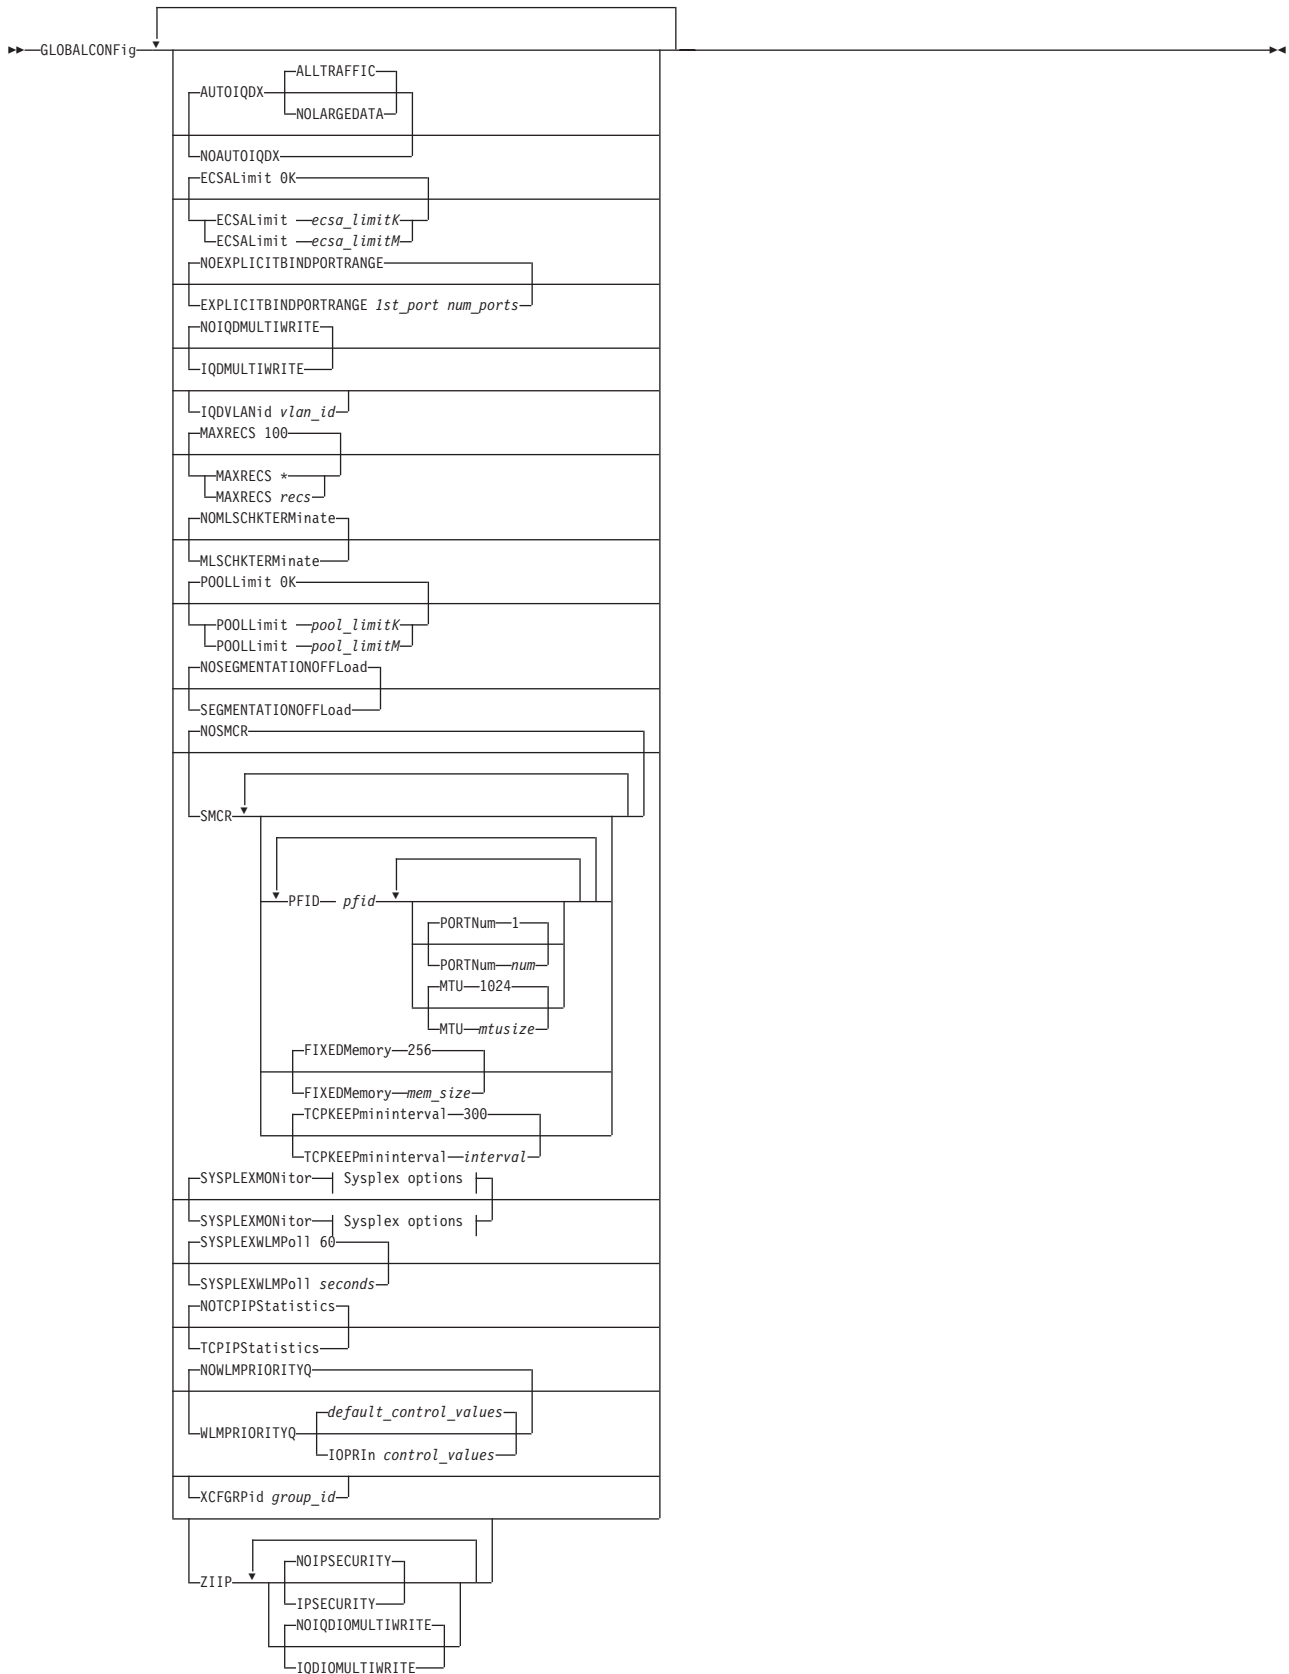 GLOBALCONFig
ALLTRAFFIC
AUTOIQDX
NOLARGEDATA
NOAUTOIQDX
ECSALimit 0K
ECSALimit ecsa_limitK
ECSALimit ecsa_limitM
NOEXPLICITBINDPORTRANGE
EXPLICITBINDPORTRANGE 1st_port num_ports
NOIQDMULTIWRITE
IQDMULTIWRITE
IQDVLANid vlan_id
MAXRECS 100
MAXRECS *
MAXRECS recs
NOMLSCHKTERMinate
MLSCHKTERMinate
POOLLimit 0K
POOLLimit pool_limitK
POOLLimit pool_limitM
NOSEGMENTATIONOFFLoad
SEGMENTATIONOFFLoad
NOSMCR
SMCR
PFID pfid
PORTNum 1
PORTNum num
MTU 1024
MTU mtusize
FIXEDMemory 256
FIXEDMemory mem_size
TCPKEEPmininterval 300
TCPKEEPmininterval interval
SYSPLEXMONitor Sysplex options
SYSPLEXMONitor Sysplex options
SYSPLEXWLMPoll 60
SYSPLEXWLMPoll seconds
NOTCPIPStatistics
TCPIPStatistics
NOWLMPRIORITYQ
default_control_values
WLMPRIORITYQ
IOPRIn control_values
XCFGRPid group_id
NOIPSECURITY
ZIIP
IPSECURITY
NOIQDIOMULTIWRITE
IQDIOMULTIWRITE